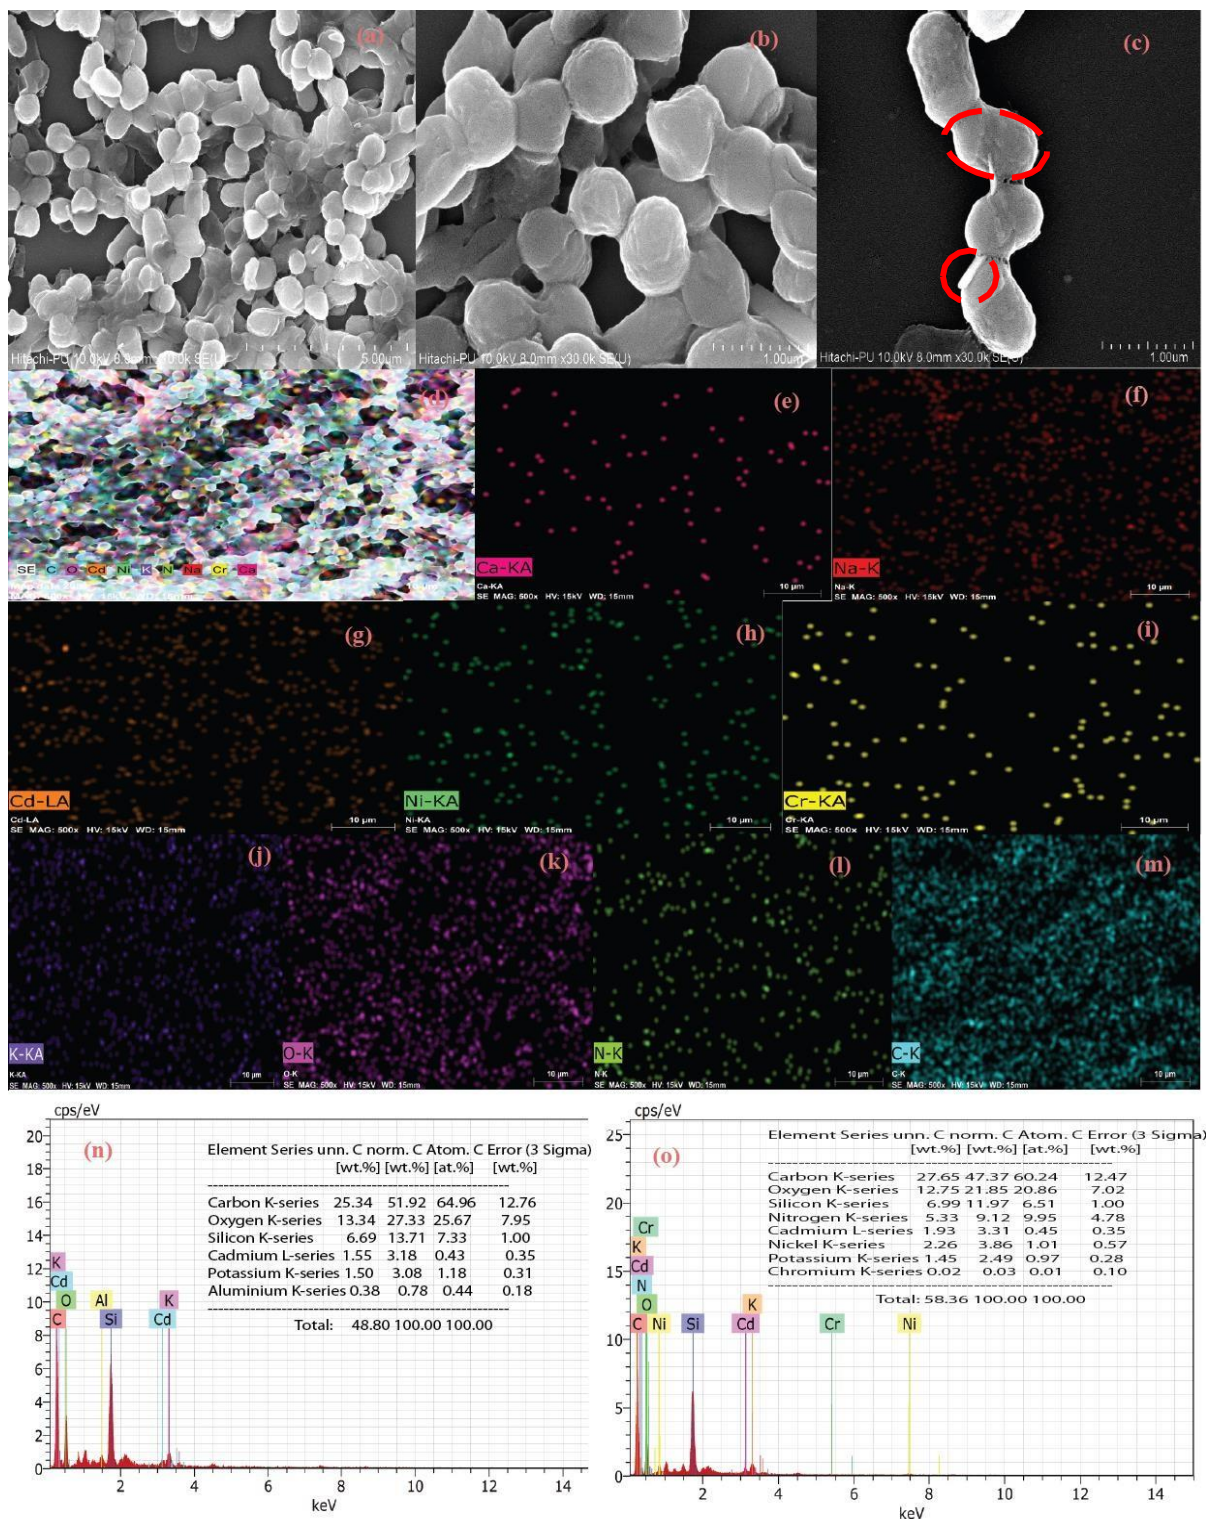 (a)
Hitachi-PU 10.0kV 8.0mm x10.0k SE(U)
5.00um
(b)
Hitachi-PU 10.0kV 8.0mm x30.0k SE(U)
1.00um
(c)
Hitachi-PU 10.0kV 8.0mm x30.0k SE(U)
1.00um
(d)
SE C O Cd Ni K N Na Cr Ca
(e)
Ca-KA
Ca-KA
SE MAG: 500x HV: 15kV WD: 15mm
10 µm
(f)
Na-K
Na-K
SE MAG: 500x HV: 15kV WD: 15mm
10 µm
(g)
Cd-LA
Cd-LA
SE MAG: 500x HV: 15kV WD: 15mm
10 µm
(h)
Ni-KA
Ni-KA
SE MAG: 500x HV: 15kV WD: 15mm
10 µm
(i)
Cr-KA
Cr-KA
SE MAG: 500x HV: 15kV WD: 15mm
10 µm
(j)
K-KA
K-KA
SE MAG: 500x HV: 15kV WD: 15mm
10 µm
(k)
O-K
O-K
SE MAG: 500x HV: 15kV WD: 15mm
10 µm
(l)
N-K
N-K
SE MAG: 500x HV: 15kV WD: 15mm
10 µm
(m)
C-K
C-K
SE MAG: 500x HV: 15kV WD: 15mm
10 µm
cps/eV
(n)
Element Series unn. C norm. C Atom. C Error (3 Sigma)
[wt.%] [wt.%] [at.%] [wt.%]
Carbon K-series 25.34 51.92 64.96 12.76
Oxygen K-series 13.34 27.33 25.67 7.95
Silicon K-series 6.69 13.71 7.33 1.00
Cadmium L-series 1.55 3.18 0.43 0.35
Potassium K-series 1.50 3.08 1.18 0.31
Aluminium K-series 0.38 0.78 0.44 0.18
Total: 48.80 100.00 100.00
20
18
16
14
12
10
8
6
4
2
0
K
Cd
O Al K
C Si Cd
2 4 6 8 10 12 14
keV
cps/eV
(o)
Element Series unn. C norm. C Atom. C Error (3 Sigma)
[wt.%] [wt.%] [at.%] [wt.%]
Carbon K-series 27.65 47.37 60.24 12.47
Oxygen K-series 12.75 21.85 20.86 7.02
Silicon K-series 6.99 11.97 6.51 1.00
Nitrogen K-series 5.33 9.12 9.95 4.78
Cadmium L-series 1.93 3.31 0.45 0.35
Nickel K-series 2.26 3.86 1.01 0.57
Potassium K-series 1.45 2.49 0.97 0.28
Chromium K-series 0.02 0.03 0.01 0.10
Total: 58.36 100.00 100.00
25
20
15
10
5
0
Cr
K
Cd
N
O K
C Ni Si Cd Cr Ni
2 4 6 8 10 12 14
keV